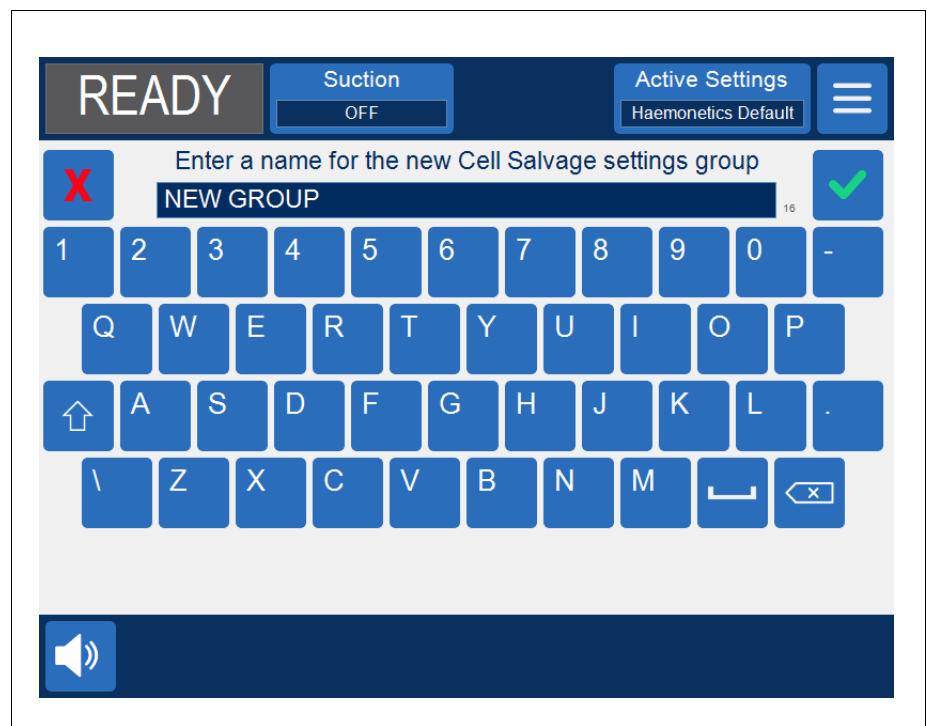 READY
Suction
OFF
Active Settings
Haemonetics Default
X
Enter a name for the new Cell Salvage settings group
NEW GROUP
16
1 2 3 4 5 6 7 8 9 0 -
Q W E R T Y U I O P
A S D F G H J K L .
\ Z X C V B N M